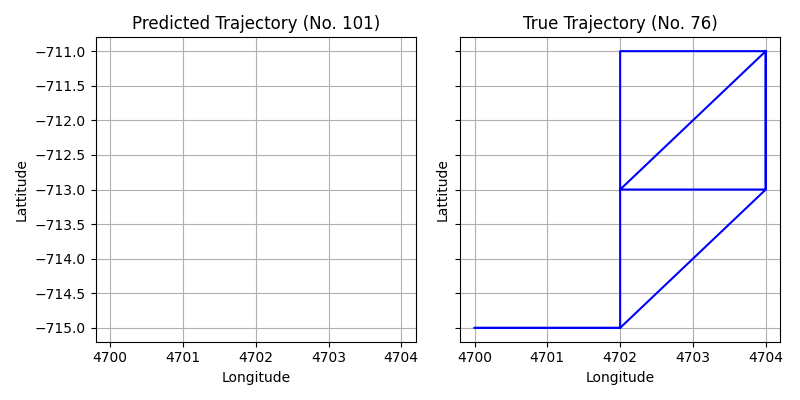 Predicted Trajectory (No. 101)
−711.0
−711.5
−712.0
−712.5
−713.0
−713.5
−714.0
−714.5
−715.0
Lattitude
4700 4701 4702 4703 4704
Longitude
True Trajectory (No. 76)
Lattitude
4700 4701 4702 4703 4704
Longitude